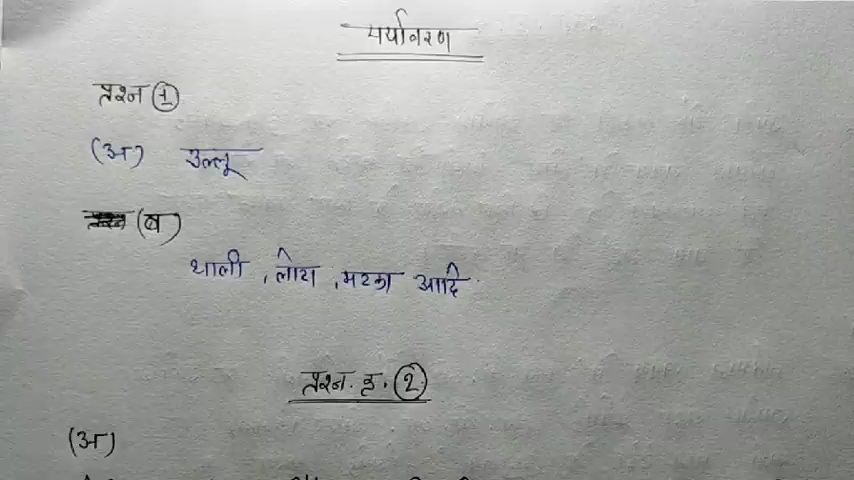 पर्यावरण
प्रश्न 1
(अ) उल्लू
(ब)
थाली, लोटा, मटका आदि
प्रश्न. क्र. 2
(अ)